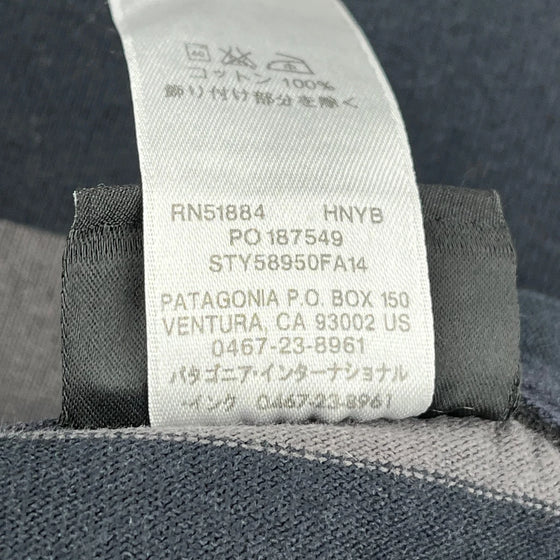 コットン 100%
飾り付け部分を除く
RN51884 HNYB
PO 187549
STY58950FA14
PATAGONIA P.O. BOX 150
VENTURA, CA 93002 US
0467-23-8961
パタゴニア・インターナショナル
・インク 0467-23-8961